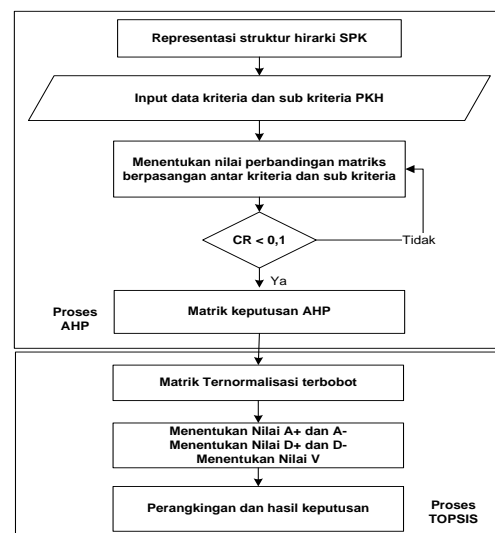 Representasi struktur hirarki SPK
Input data kriteria dan sub kriteria PKH
Menentukan nilai perbandingan matriks
berpasangan antar kriteria dan sub kriteria
CR < 0,1
Tidak
Ya
Proses
AHP
Matrik keputusan AHP
Matrik Ternormalisasi terbobot
Menentukan Nilai A+ dan A-
Menentukan Nilai D+ dan D-
Menentukan Nilai V
Perangkingan dan hasil keputusan
Proses
TOPSIS